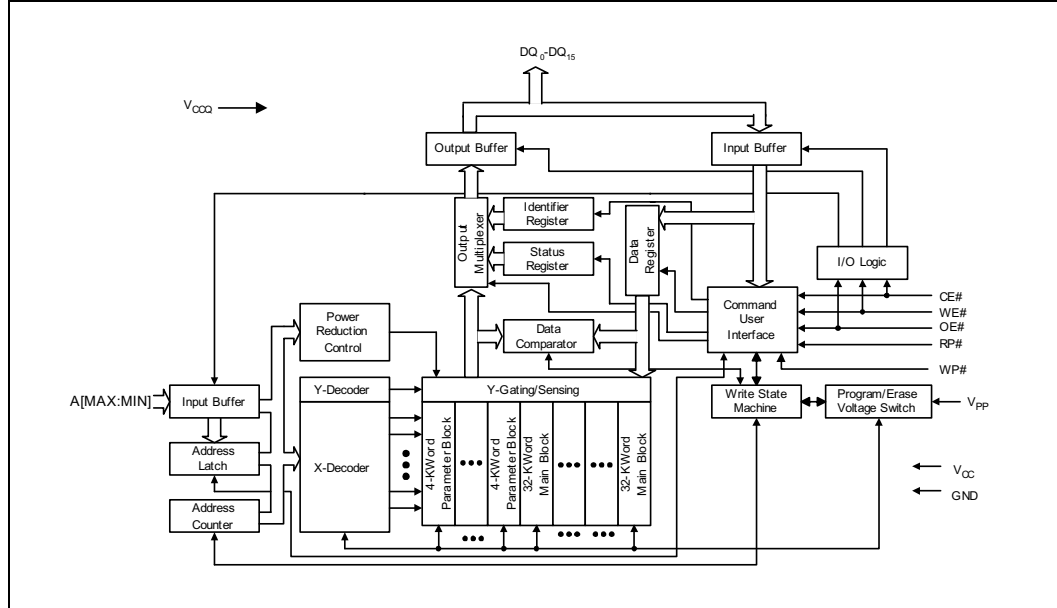 DQ0-DQ15
VCCQ
Output Buffer
Input Buffer
Output
Multiplexer
Identifier
Register
Status
Register
Data
Register
I/O Logic
CE#
WE#
OE#
RP#
WP#
Command
User
Interface
Power
Reduction
Control
Data
Comparator
A[MAX:MIN]
Input Buffer
Y-Decoder
Y-Gating/Sensing
Write State
Machine
Program/Erase
Voltage Switch
VPP
Address
Latch
X-Decoder
4-KWord
Parameter Block
4-KWord
Parameter Block
32-KWord
Main Block
32-KWord
Main Block
VCC
GND
Address
Counter